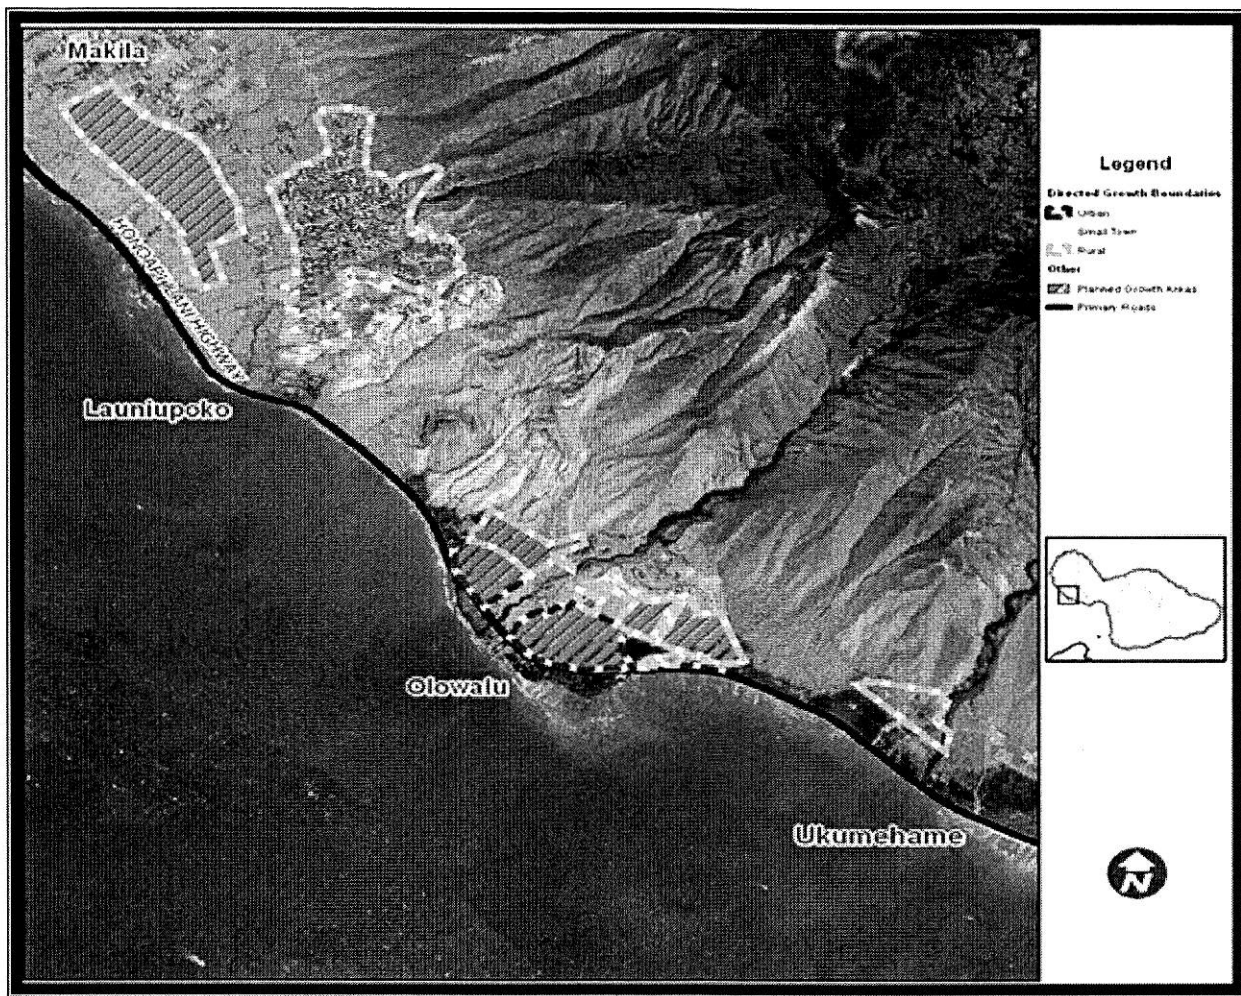 Makila
HONOAPIILANI HIGHWAY
Launiupoko
Olowalu
Ukumehame
Legend
Directed Growth Boundaries
Urban
Small Town
Rural
Other
Planned Growth Areas
Primary Roads
N